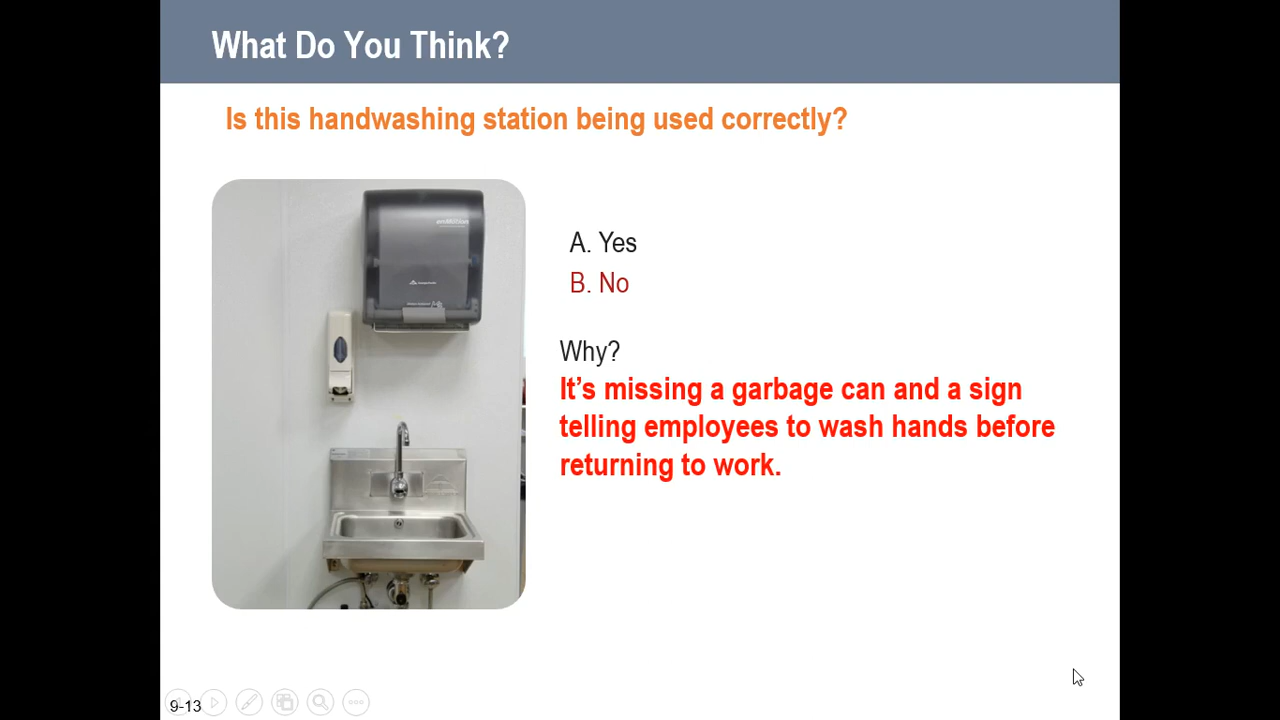 What Do You Think?
Is this handwashing station being used correctly?
A. Yes
B. No
Why?
It’s missing a garbage can and a sign
telling employees to wash hands before
returning to work.
9-13